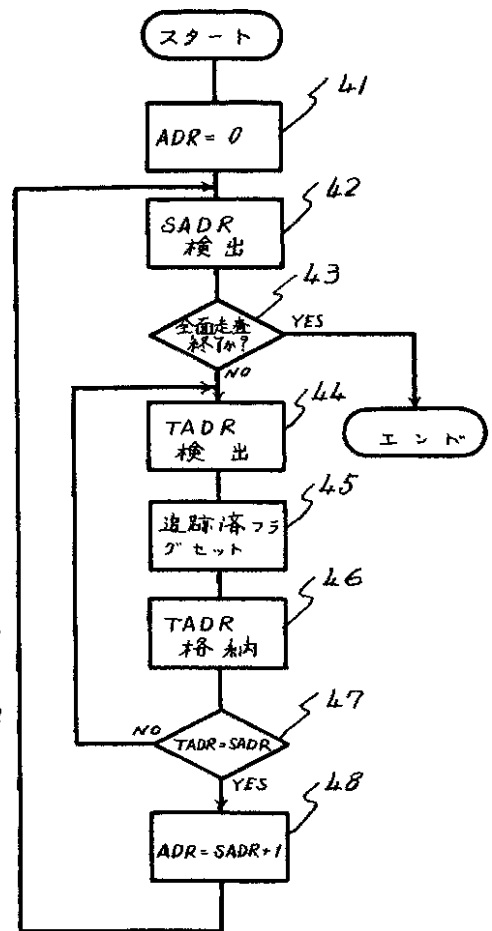 スタート
41
ADR = 0
42
SADR
検出
43
全面走査
終了か?
YES
NO
44
TADR
検出
エンド
45
追跡済フラ
グセット
46
TADR
格納
47
NO
TADR=SADR
YES
48
ADR=SADR+1